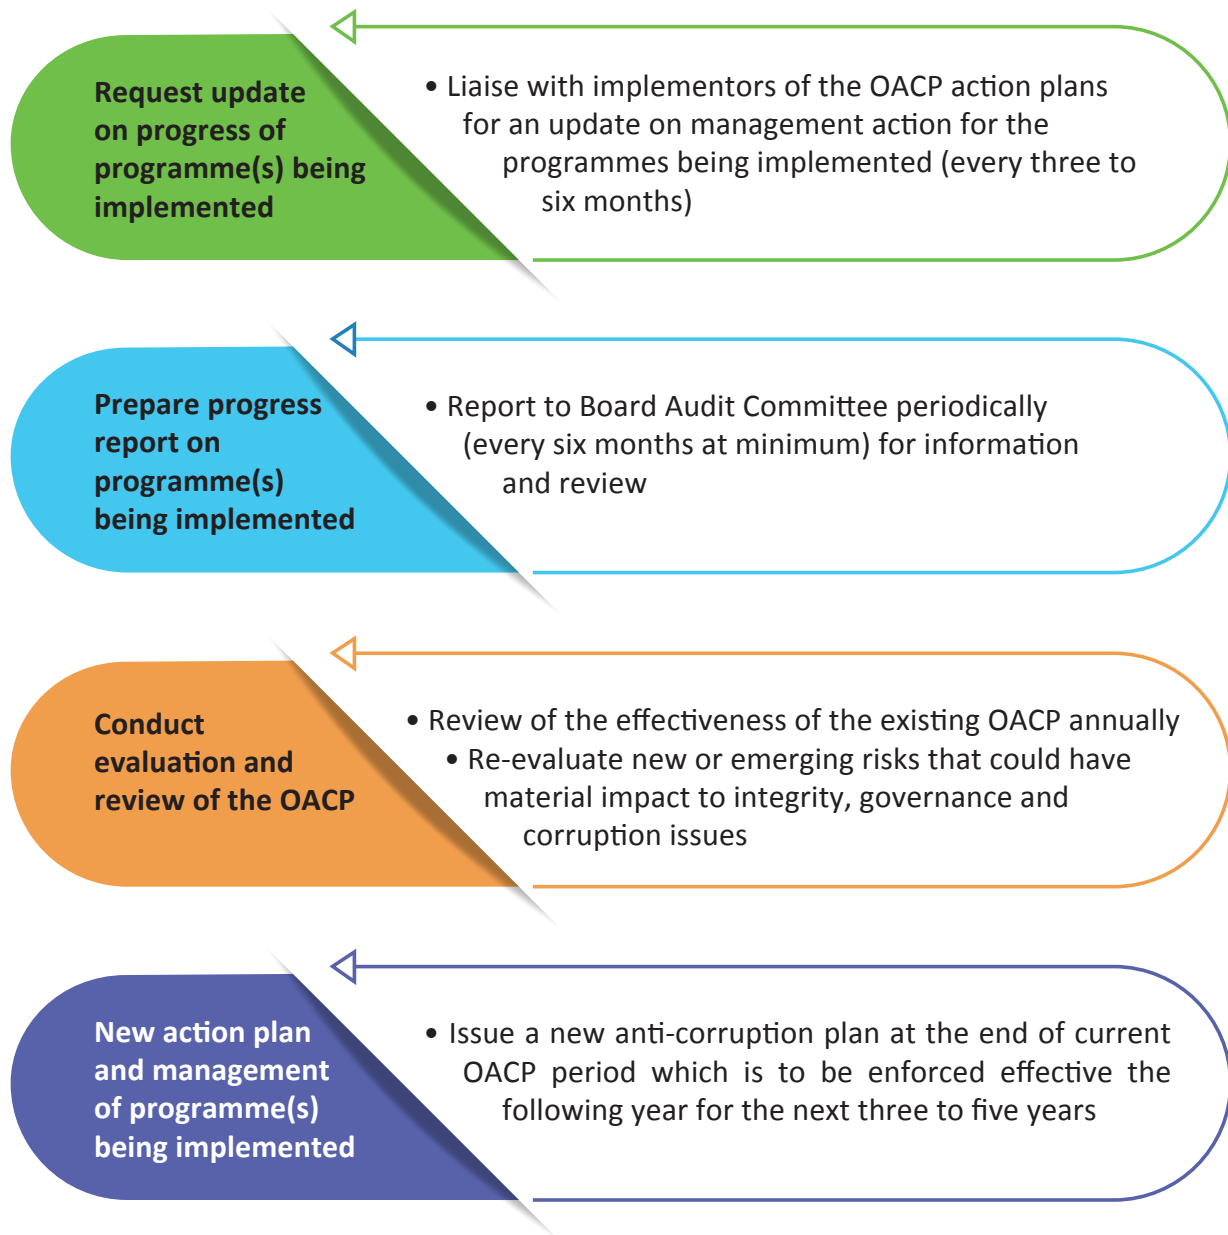 Request update
on progress of
programme(s) being
implemented
• Liaise with implementors of the OACP action plans
for an update on management action for the
programmes being implemented (every three to
six months)
Prepare progress
report on
programme(s)
being implemented
• Report to Board Audit Committee periodically
(every six months at minimum) for information
and review
Conduct
evaluation and
review of the OACP
• Review of the effectiveness of the existing OACP annually
• Re-evaluate new or emerging risks that could have
material impact to integrity, governance and
corruption issues
New action plan
and management
of programme(s)
being implemented
• Issue a new anti-corruption plan at the end of current
OACP period which is to be enforced effective the
following year for the next three to five years